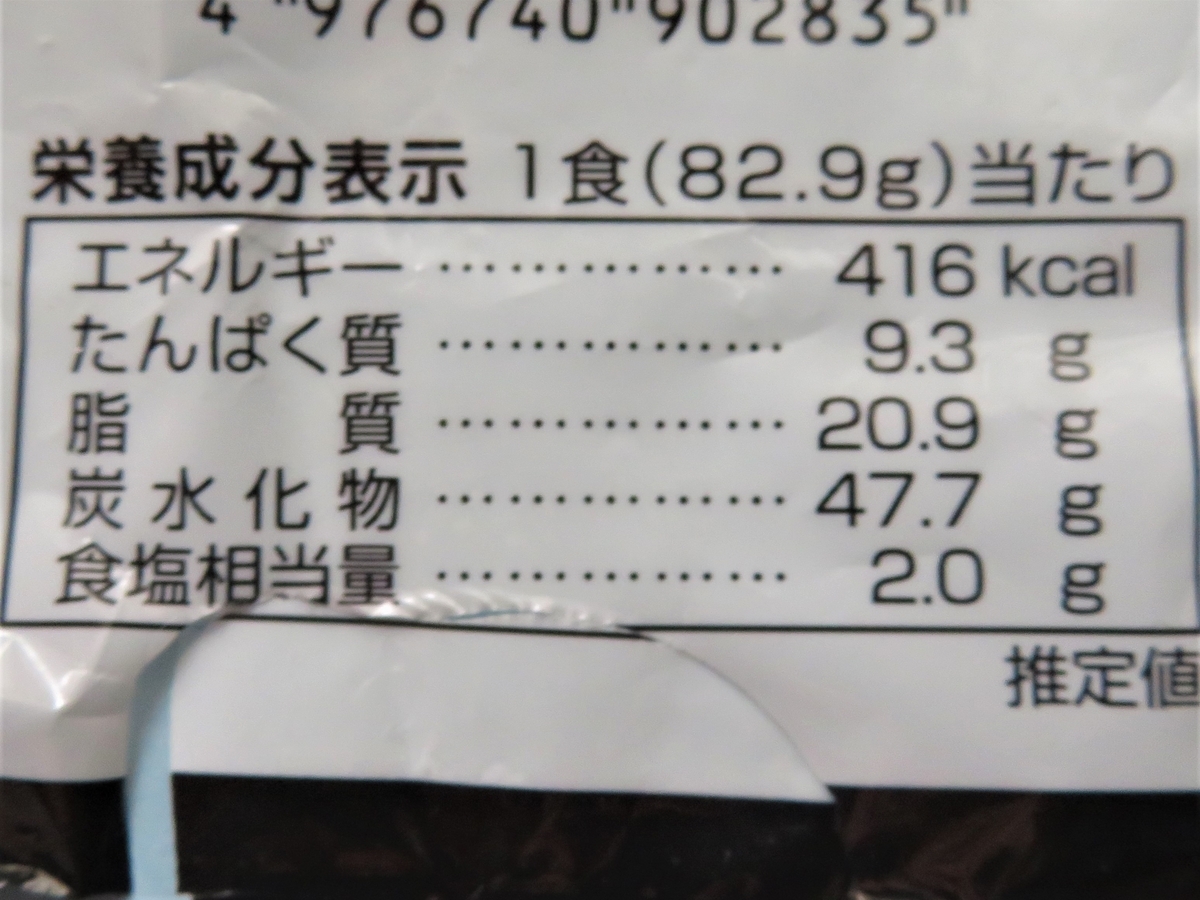 4"976740"902835"
栄養成分表示 1食(82.9g)当たり
エネルギー ……………… 416 kcal
たんぱく質 ……………… 9.3 g
脂質 ……………… 20.9 g
炭水化物 ……………… 47.7 g
食塩相当量 ……………… 2.0 g
推定値